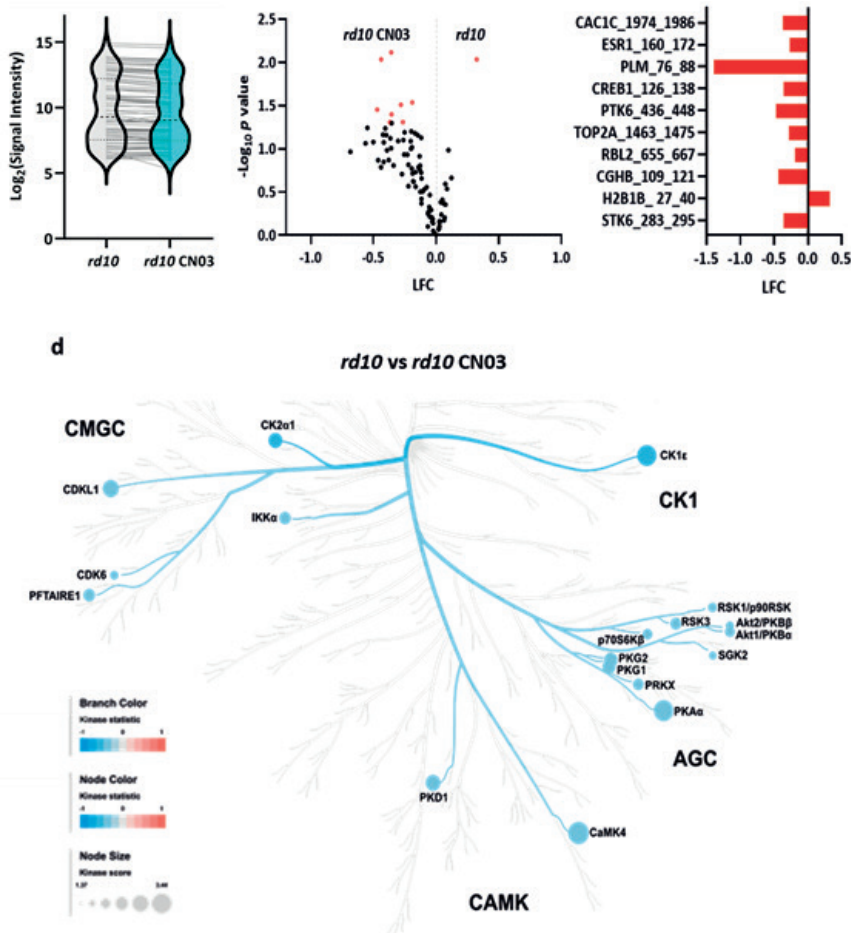 Log₂(Signal Intensity)
15
10
5
0
rd10
rd10 CN03
-Log₁₀ P value
2.5
2.0
1.5
1.0
0.5
0.0
rd10 CN03
rd10
-1.0
-0.5
0.0
0.5
1.0
LFC
CAC1C_1974_1986
ESR1_160_172
PLM_76_88
CREB1_126_138
PTK6_436_448
TOP2A_1463_1475
RBL2_655_667
CGHB_109_121
H2B1B_ 27_40
STK6_283_295
-1.5
-1.0
-0.5
0.0
0.5
LFC
d
rd10 vs rd10 CN03
CMGC
CK2α1
CK1ε
CK1
CDKL1
IKKα
CDK6
PFTAIRE1
RSK1/p90RSK
RSK3
Akt2/PKBβ
Akt1/PKBα
p70S6Kβ
SGK2
PKG2
PKG1
PRKX
PKAα
AGC
PKD1
CaMK4
CAMK
Branch Color
Kinase statistic
-1 0 1
Node Color
Kinase statistic
-1 0 1
Node Size
Kinase score